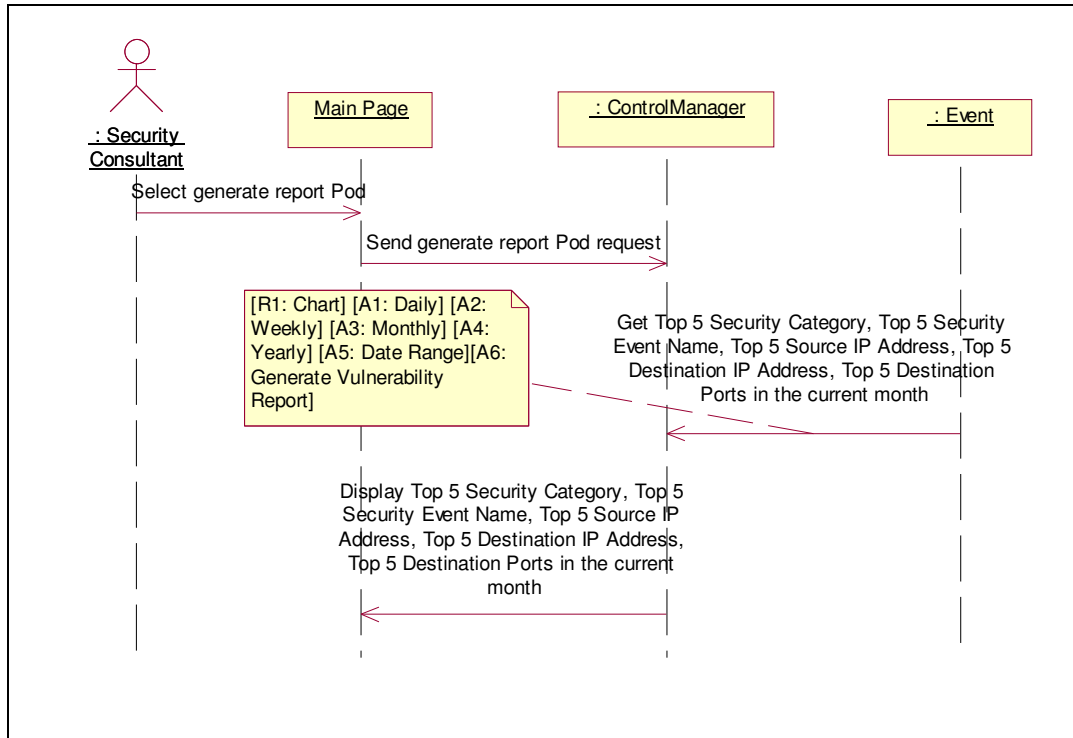 : Security
Consultant
Main Page
: ControlManager
: Event
Select generate report Pod
Send generate report Pod request
[R1: Chart] [A1: Daily] [A2:
Weekly] [A3: Monthly] [A4:
Yearly] [A5: Date Range][A6:
Generate Vulnerability
Report]
Get Top 5 Security Category, Top 5 Security
Event Name, Top 5 Source IP Address, Top 5
Destination IP Address, Top 5 Destination
Ports in the current month
Display Top 5 Security Category, Top 5
Security Event Name, Top 5 Source IP
Address, Top 5 Destination IP Address,
Top 5 Destination Ports in the current
month